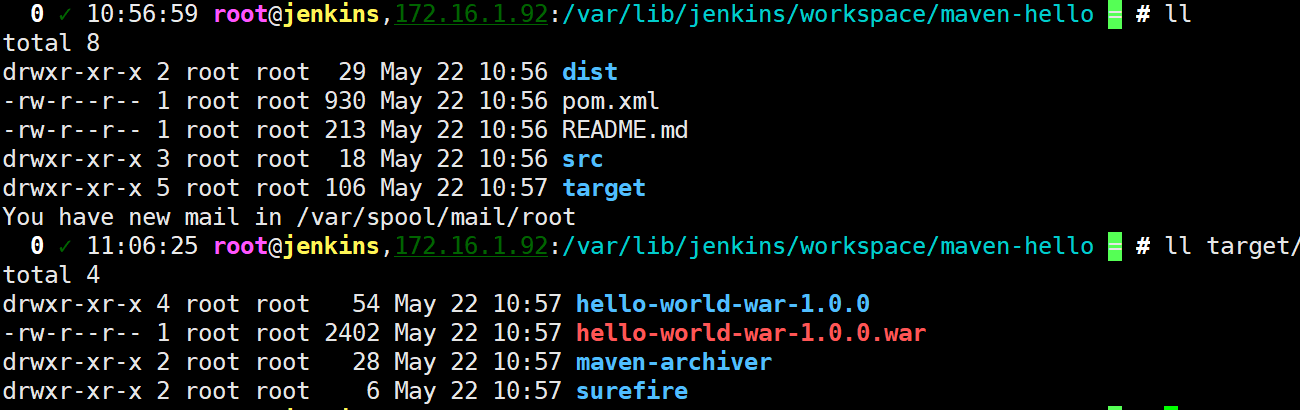 0 ✓ 10:56:59 root@jenkins,172.16.1.92:/var/lib/jenkins/workspace/maven-hello = # ll
total 8
drwxr-xr-x 2 root root  29 May 22 10:56 dist
-rw-r--r-- 1 root root 930 May 22 10:56 pom.xml
-rw-r--r-- 1 root root 213 May 22 10:56 README.md
drwxr-xr-x 3 root root  18 May 22 10:56 src
drwxr-xr-x 5 root root 106 May 22 10:57 target
You have new mail in /var/spool/mail/root
0 ✓ 11:06:25 root@jenkins,172.16.1.92:/var/lib/jenkins/workspace/maven-hello = # ll target/
total 4
drwxr-xr-x 4 root root   54 May 22 10:57 hello-world-war-1.0.0
-rw-r--r-- 1 root root 2402 May 22 10:57 hello-world-war-1.0.0.war
drwxr-xr-x 2 root root   28 May 22 10:57 maven-archiver
drwxr-xr-x 2 root root    6 May 22 10:57 surefire